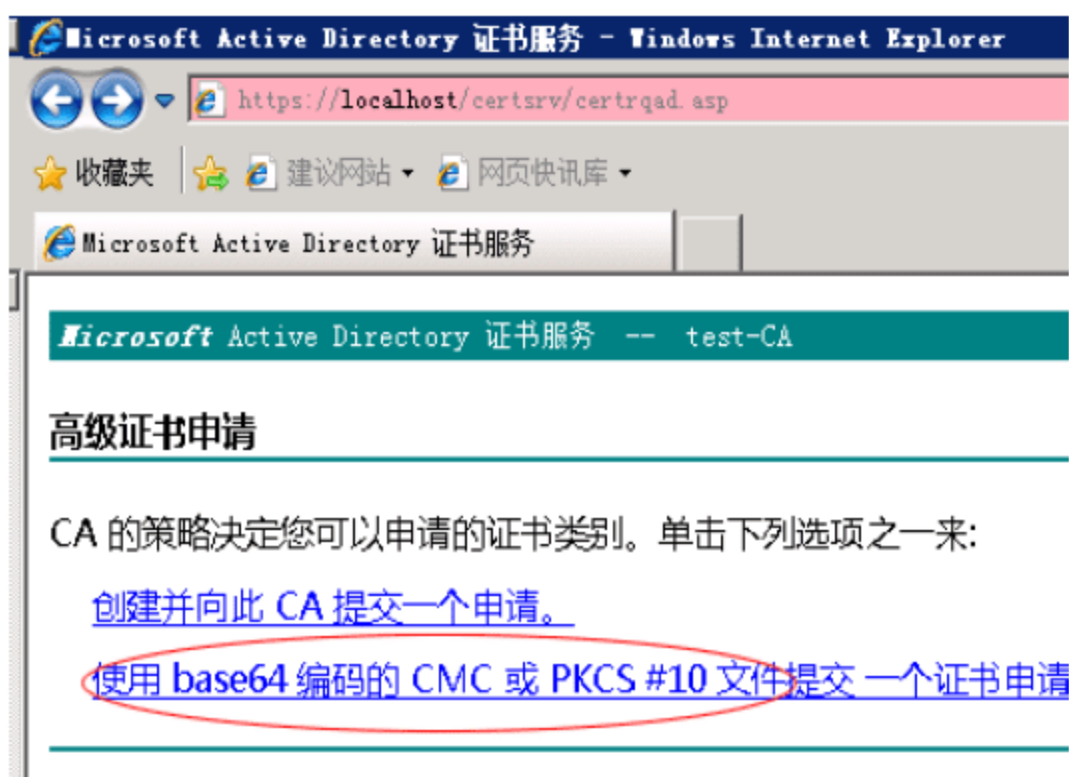 Microsoft Active Directory 证书服务 - Windows Internet Explorer
https://localhost/certsrv/certrqad.asp
收藏夹 建议网站 网页快讯库
Microsoft Active Directory 证书服务
Microsoft Active Directory 证书服务 -- test-CA
高级证书申请
CA 的策略决定您可以申请的证书类别。单击下列选项之一来:
创建并向此 CA 提交一个申请。
使用 base64 编码的 CMC 或 PKCS #10 文件提交 一个证书申请